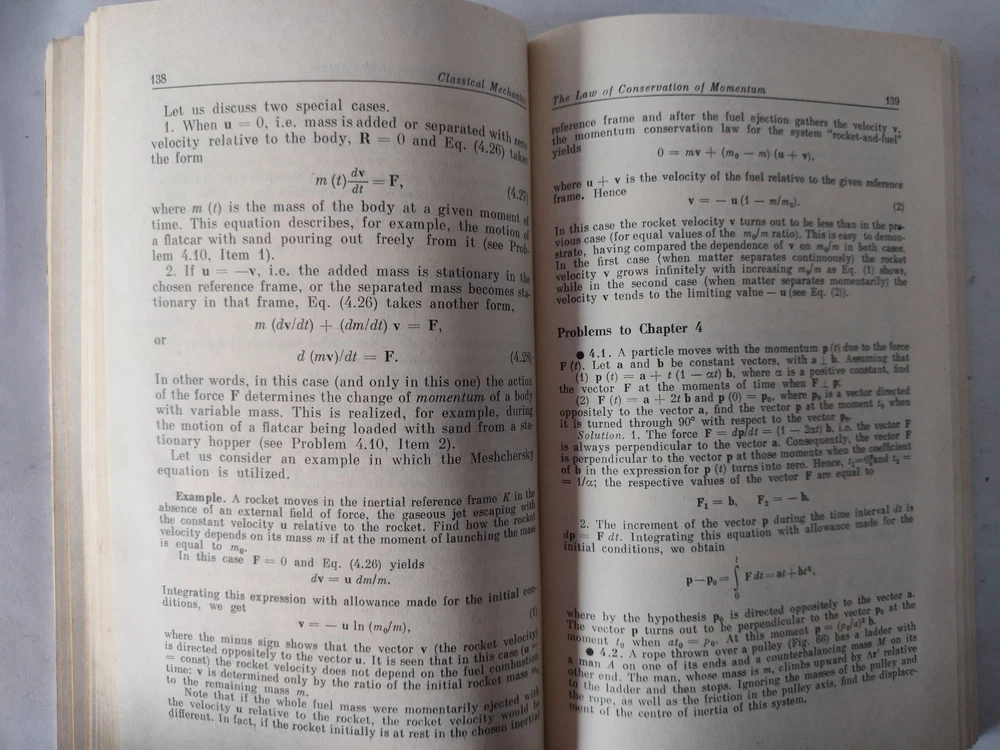 138
Classical Mechanics
Let us discuss two special cases.
1. When u = 0, i.e. mass is added or separated with zero
velocity relative to the body, R = 0 and Eq. (4.26) takes
the form
m (t) dv/dt = F, (4.27)
where m (t) is the mass of the body at a given moment of
time. This equation describes, for example, the motion of
a flatcar with sand pouring out freely from it (see Prob-
lem 4.10, Item 1).
2. If u = —v, i.e. the added mass is stationary in the
chosen reference frame, or the separated mass becomes sta-
tionary in that frame, Eq. (4.26) takes another form,
m (dv/dt) + (dm/dt) v = F,
or
d (mv)/dt = F. (4.28)
In other words, in this case (and only in this one) the action
of the force F determines the change of momentum of a body
with variable mass. This is realized, for example, during
the motion of a flatcar being loaded with sand from a sta-
tionary hopper (see Problem 4.10, Item 2).
Let us consider an example in which the Meshchersky
equation is utilized.
Example. A rocket moves in the inertial reference frame K in the
absence of an external field of force, the gaseous jet escaping with
the constant velocity u relative to the rocket. Find how the rocket
velocity depends on its mass m if at the moment of launching the mass
is equal to m₀.
In this case F = 0 and Eq. (4.26) yields
dv = u dm/m.
Integrating this expression with allowance made for the initial con-
ditions, we get
v = — u ln (m₀/m), (1)
where the minus sign shows that the vector v (the rocket velocity)
is directed oppositely to the vector u. It is seen that in this case (u =
= const) the rocket velocity does not depend on the fuel combustion
time: v is determined only by the ratio of the initial rocket mass m₀
to the remaining mass m.
Note that if the whole fuel mass were momentarily ejected with
the velocity u relative to the rocket, the rocket velocity would be
different. In fact, if the rocket initially is at rest in the chosen inertial
The Law of Conservation of Momentum
139
reference frame and after the fuel ejection gathers the velocity v,
the momentum conservation law for the system "rocket-and-fuel"
yields
0 = mv + (m₀ — m) (u + v),
where u + v is the velocity of the fuel relative to the given reference
frame. Hence
v = — u (1 — m/m₀). (2)
In this case the rocket velocity v turns out to be less than in the pre-
vious case (for equal values of the m₀/m ratio). This is easy to demon-
strate, having compared the dependence of v on m₀/m in both cases.
In the first case (when matter separates continuously) the rocket
velocity v grows infinitely with increasing m₀/m as Eq. (1) shows,
while in the second case (when matter separates momentarily) the
velocity v tends to the limiting value — u (see Eq. (2)).
Problems to Chapter 4
● 4.1. A particle moves with the momentum p (t) due to the force
F (t). Let a and b be constant vectors, with a ⊥ b. Assuming that
(1) p (t) = a + t (1 — αt) b, where α is a positive constant, find
the vector F at the moments of time when F ⊥ p;
(2) F (t) = a + 2t b and p (0) = p₀, where p₀ is a vector directed
oppositely to the vector a, find the vector p at the moment t₀ when
it is turned through 90° with respect to the vector p₀.
Solution. 1. The force F = dp/dt = (1 — 2αt) b, i.e. the vector F
is always perpendicular to the vector a. Consequently, the vector F
is perpendicular to the vector p at those moments when the coefficient
of b in the expression for p (t) turns into zero. Hence, t₁=0 and t₂ =
= 1/α; the respective values of the vector F are equal to
F₁ = b, F₂ = — b.
2. The increment of the vector p during the time interval dt is
dp = F dt. Integrating this equation with allowance made for the
initial conditions, we obtain
p — p₀ = ∫₀ᵗ F dt = at + bt²,
where by the hypothesis p₀ is directed oppositely to the vector a.
The vector p turns out to be perpendicular to the vector p₀ at the
moment t₀ when at₀ = p₀. At this moment p = (p₀/a)² b.
● 4.2. A rope thrown over a pulley (Fig. 66) has a ladder with
a man A on one of its ends and a counterbalancing mass M on its
other end. The man, whose mass is m, climbs upward by Δr' relative
to the ladder and then stops. Ignoring the masses of the pulley and
the rope, as well as the friction in the pulley axis, find the displace-
ment of the centre of inertia of this system.